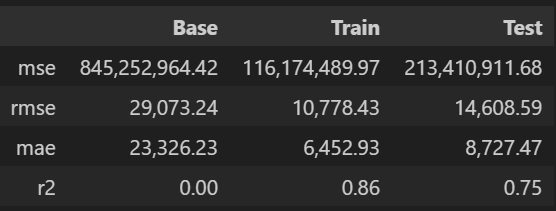 Base Train Test
mse 845,252,964.42 116,174,489.97 213,410,911.68
rmse 29,073.24 10,778.43 14,608.59
mae 23,326.23 6,452.93 8,727.47
r2 0.00 0.86 0.75